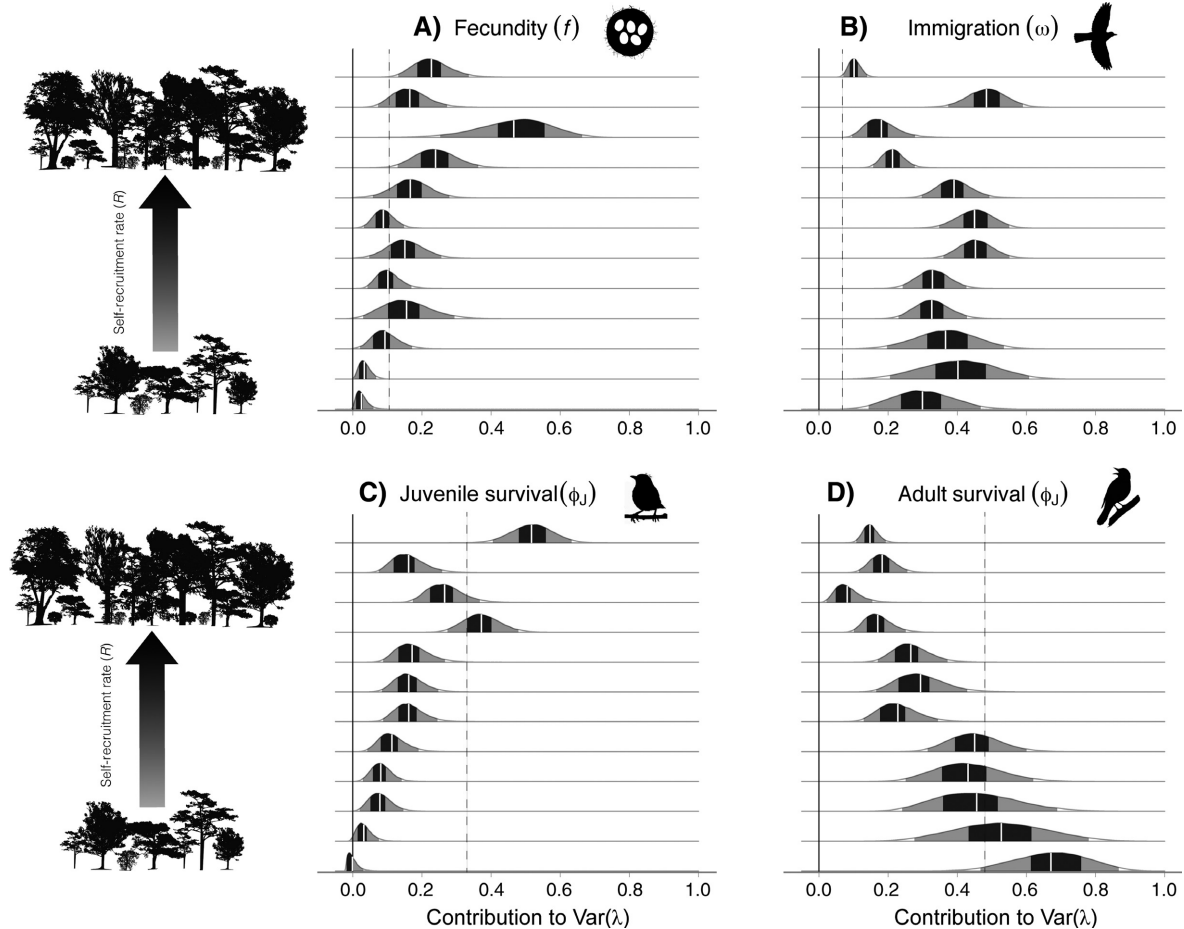 A) Fecundity (f)
B) Immigration (ω)
Self-recruitment rate (R)
0.0 0.2 0.4 0.6 0.8 1.0
0.0 0.2 0.4 0.6 0.8 1.0
C) Juvenile survival(ϕJ)
D) Adult survival (ϕJ)
Self-recruitment rate (R)
0.0 0.2 0.4 0.6 0.8 1.0
0.0 0.2 0.4 0.6 0.8 1.0
Contribution to Var(λ)
Contribution to Var(λ)